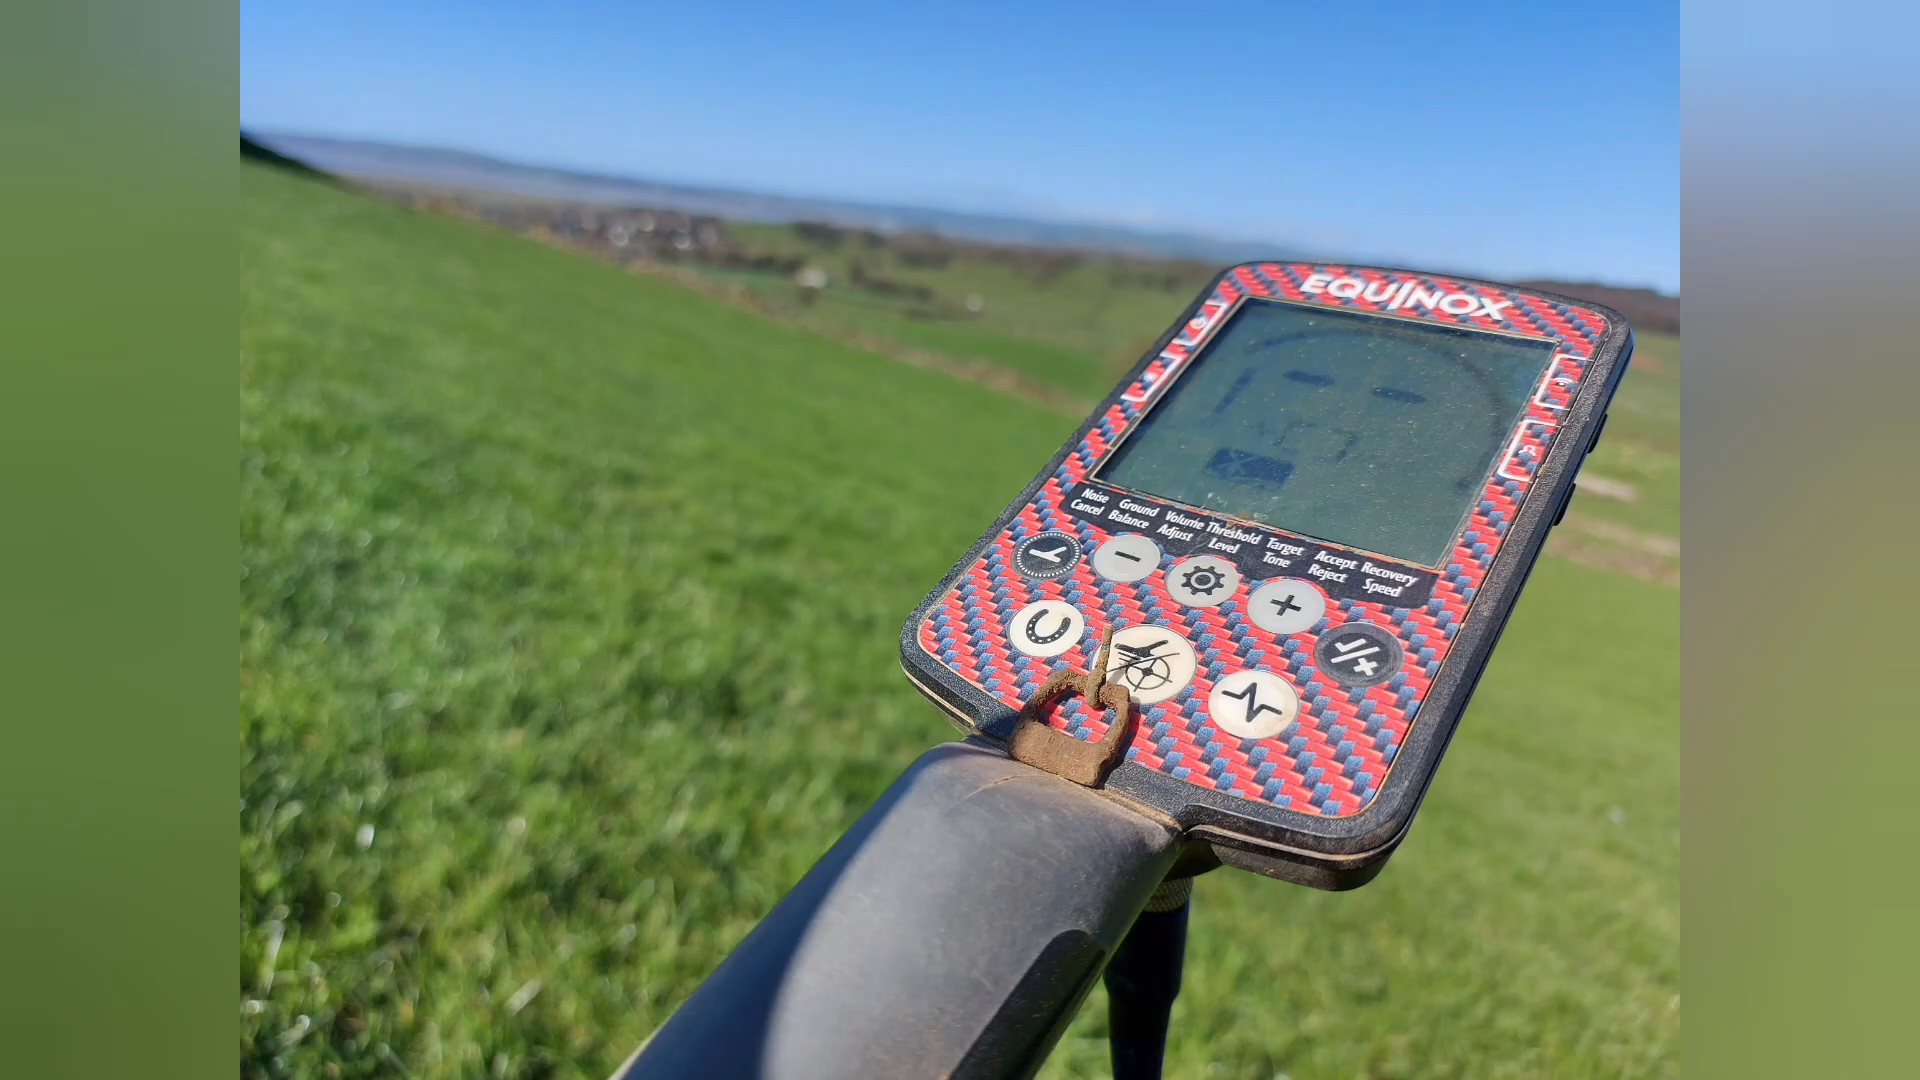 EQUINOX
Noise Cancel
Ground Balance
Volume Adjust
Threshold Level
Target Tone
Accept Reject
Recovery Speed